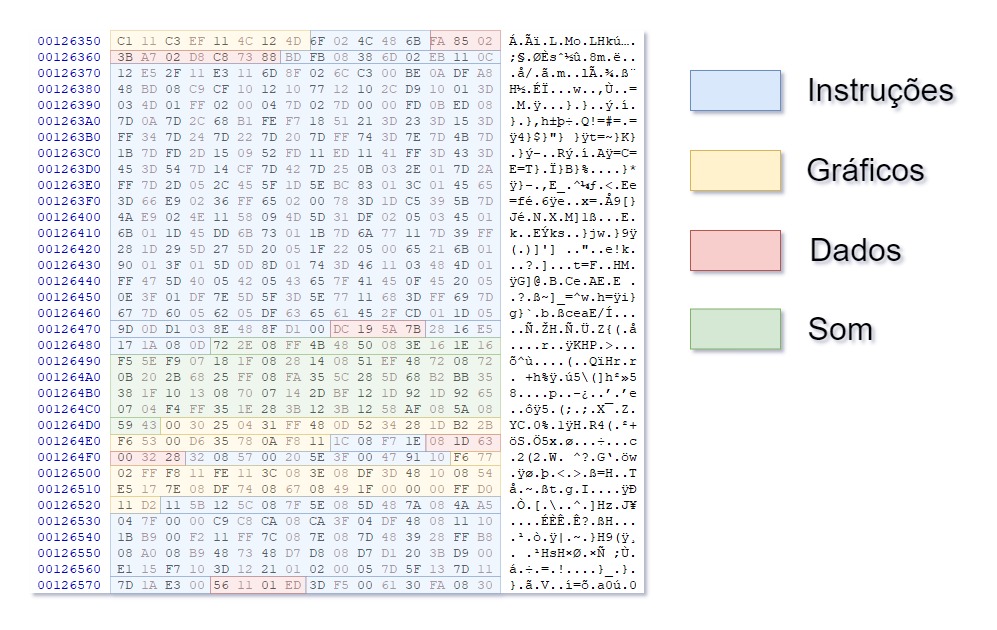 00126350 C1 11 C3 EF 11 4C 12 4D 6F 02 4C 48 6B FA 85 02 Á.Ãï.L.Mo.LHkú….
00126360 3B A7 02 D8 C8 73 88 BD FB 08 38 6D 02 EB 11 0C ;§.ØÈsˆ½û.8m.ë..
00126370 12 E5 2F 11 E3 11 6D 8F 02 6C C3 00 BE 0A DF A8 .å/.ã.m..lÃ.¾.ß¨
00126380 48 BD 08 C9 CF 10 12 10 77 12 10 2C D9 10 01 3D H½.ÉÏ...w..,Ù..=
00126390 03 4D 01 FF 02 00 04 7D 02 7D 00 00 FD 0B ED 08 .M.ÿ...}.}..ý.í.
001263A0 7D 0A 7D 2C 68 B1 FE F7 18 51 21 3D 23 3D 15 3D }.},h±þ÷.Q!=#=.=
001263B0 FF 34 7D 24 7D 22 7D 20 7D FF 74 3D 7E 7D 4B 7D ÿ4}$}"} }ÿt=~}K}
001263C0 1B 7D FD 2D 15 09 52 FD 11 ED 11 41 FF 3D 43 3D .}ý-..Rý.í.Aÿ=C=
001263D0 45 3D 54 7D 14 CF 7D 42 7D 25 0B 03 2E 01 7D 2A E=T}.Ï}B}%....}*
001263E0 FF 7D 2D 05 2C 45 5F 1D 5E BC 83 01 3C 01 45 65 ÿ}-.,E_.^¼ƒ.<.Ee
001263F0 3D 66 E9 02 36 FF 65 02 00 78 3D 1D C5 39 5B 7D =fé.6ÿe..x=.Å9[}
00126400 4A E9 02 4E 11 58 09 4D 5D 31 DF 02 05 03 45 01 Jé.N.X.M]1ß...E.
00126410 6B 01 1D 45 DD 6B 73 01 1B 7D 6A 77 11 7D 39 FF k..EÝks..}jw.}9ÿ
00126420 28 1D 29 5D 27 5D 20 05 1F 22 05 00 65 21 6B 01 (.)]'] .."..e!k.
00126430 90 01 3F 01 5D 0D 8D 01 74 3D 46 11 03 48 4D 01 ..?.]...t=F..HM.
00126440 FF 47 5D 40 05 42 05 43 65 7F 41 45 0F 45 20 05 ÿG]@.B.Ce.AE.E .
00126450 0E 3F 01 DF 7E 5D 5F 3D 5E 77 11 68 3D FF 69 7D .?.ß~]_=^w.h=ÿi}
00126460 67 7D 60 05 62 05 DF 63 65 61 45 2F CD 01 1D 05 g}`.b.ßceaE/Í...
00126470 9D 0D D1 03 8E 48 8F D1 00 DC 19 5A 7B 28 16 E5 ..Ñ.ŽH.Ñ.Ü.Z{(.å
00126480 17 1A 08 0D 72 2E 08 FF 4B 48 50 08 3E 16 1E 16 ....r..ÿKHP.>...
00126490 F5 5E F9 07 18 1F 08 28 14 08 51 EF 48 72 08 72 õ^ù....(..QïHr.r
001264A0 0B 20 2B 68 25 FF 08 FA 35 5C 28 5D 68 B2 BB 35 . +h%ÿ.ú5\(]h²»5
001264B0 38 1F 10 13 08 70 07 14 2D BF 12 1D 92 1D 92 65 8....p..-¿..’.’e
001264C0 07 04 F4 FF 35 1E 28 3B 12 3B 12 58 AF 08 5A 08 ..ôÿ5.(;.;.X¯.Z.
001264D0 59 43 00 30 25 04 31 FF 48 0D 52 34 28 1D B2 2B YC.0%.1ÿH.R4(.²+
001264E0 F6 53 00 D6 35 78 0A F8 11 1C 08 F7 1E 08 1D 63 öS.Ö5x.ø...÷...c
001264F0 00 32 28 32 08 57 00 20 5E 3F 00 47 91 10 F6 77 .2(2.W. ^?.G‘.öw
00126500 02 FF F8 11 FE 11 3C 08 3E 08 DF 3D 48 10 08 54 .ÿø.þ.<.>.ß=H..T
00126510 E5 17 7E 08 DF 74 08 67 08 49 1F 00 00 00 FF D0 å.~.ßt.g.I....ÿÐ
00126520 11 D2 11 5B 12 5C 08 7F 5E 08 5D 48 7A 08 4A A5 .Ò.[.\..^.]Hz.J¥
00126530 04 7F 00 00 C9 C8 CA 08 CA 3F 04 DF 48 08 11 10 ....ÉÈÊ.Ê?.ßH...
00126540 1B B9 00 F2 11 FF 7C 08 7E 08 7D 48 39 28 FF B8 .¹.ò.ÿ|.~.}H9(ÿ¸
00126550 08 A0 08 B9 48 73 48 D7 D8 08 D7 D1 20 3B D9 00 . .¹HsH×Ø.×Ñ ;Ù.
00126560 E1 15 F7 10 3D 12 21 01 02 00 05 7D 5F 13 7D 11 á.÷.=.!....}_.}.
00126570 7D 1A E3 00 56 11 01 ED 3D F5 00 61 30 FA 08 30 }.ã.V..í=õ.a0ú.0
Instruções
Gráficos
Dados
Som